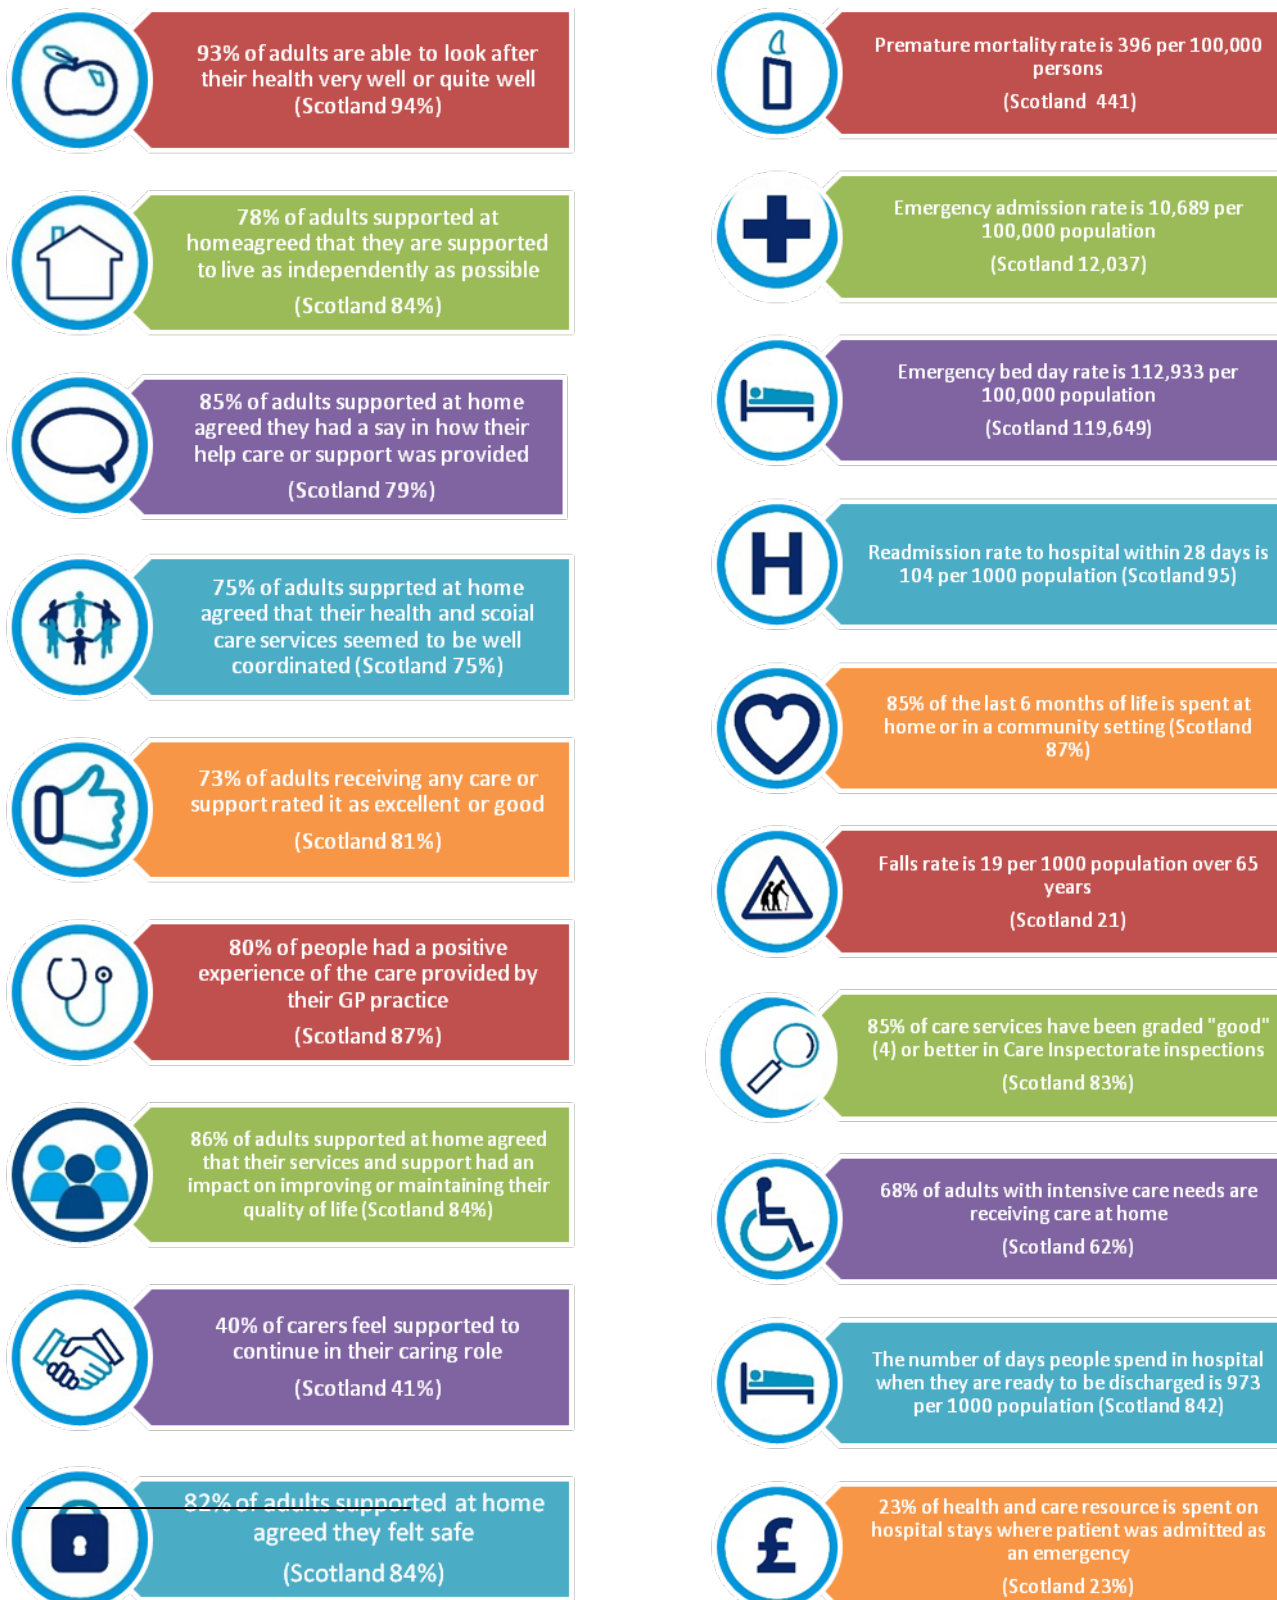 93% of adults are able to look after
their health very well or quite well
(Scotland 94%)
78% of adults supported at
homeagreed that they are supported
to live as independently as possible
(Scotland 84%)
85% of adults supported at home
agreed they had a say in how their
help care or support was provided
(Scotland 79%)
75% of adults supprted at home
agreed that their health and scoial
care services seemed to be well
coordinated (Scotland 75%)
73% of adults receiving any care or
support rated it as excellent or good
(Scotland 81%)
80% of people had a positive
experience of the care provided by
their GP practice
(Scotland 87%)
86% of adults supported at home agreed
that their services and support had an
impact on improving or maintaining their
quality of life (Scotland 84%)
40% of carers feel supported to
continue in their caring role
(Scotland 41%)
82% of adults supported at home
agreed they felt safe
(Scotland 84%)
Premature mortality rate is 396 per 100,000
persons
(Scotland 441)
Emergency admission rate is 10,689 per
100,000 population
(Scotland 12,037)
Emergency bed day rate is 112,933 per
100,000 population
(Scotland 119,649)
H
Readmission rate to hospital within 28 days is
104 per 1000 population (Scotland 95)
85% of the last 6 months of life is spent at
home or in a community setting (Scotland
87%)
Falls rate is 19 per 1000 population over 65
years
(Scotland 21)
85% of care services have been graded "good"
(4) or better in Care Inspectorate inspections
(Scotland 83%)
68% of adults with intensive care needs are
receiving care at home
(Scotland 62%)
The number of days people spend in hospital
when they are ready to be discharged is 973
per 1000 population (Scotland 842)
£
23% of health and care resource is spent on
hospital stays where patient was admitted as
an emergency
(Scotland 23%)